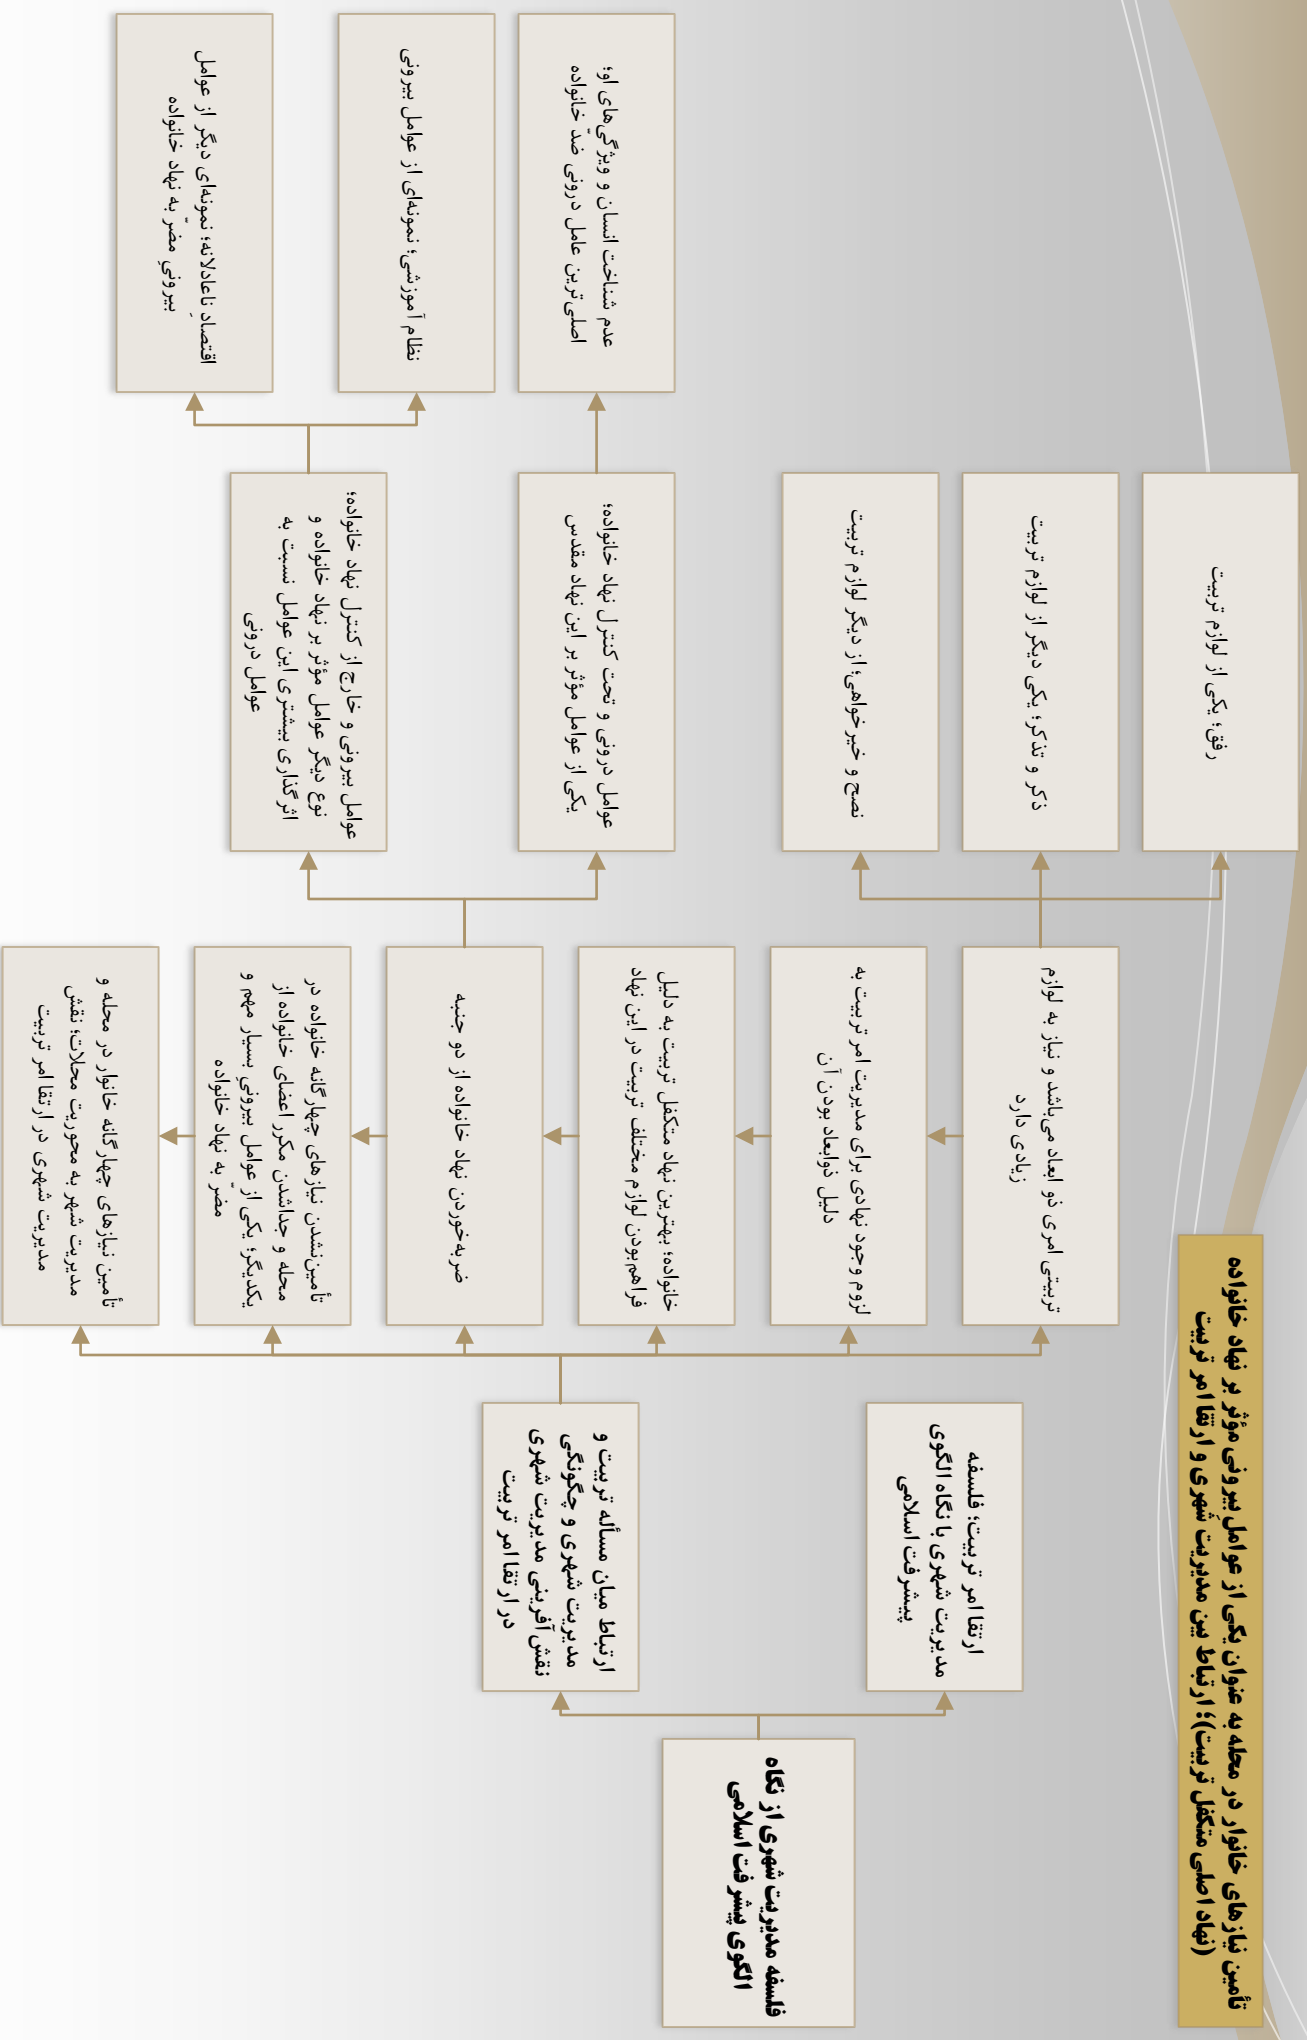 تأمین نیازهای خانوار در محله به عنوان یکی از عواملِ بیرونی مؤثر بر نهاد خانواده
(نهاد اصلی متکفل تربیت)؛ ارتباط بین مدیریتِ شهری و ارتقا امر تربیت
فلسفه مدیریت شهری از نگاه
الگوی پیشرفت اسلامی
ارتقا امر تربیت؛ فلسفه
مدیریت شهری با نگاه الگوی
پیشرفت اسلامی
ارتباط میان مسأله تربیت و
مدیریت شهری و چگونگی
نقش آفرینی مدیریت شهری
در ارتقا امر تربیت
تربیتی امری ذو ابعاد می‌باشد و نیاز به لوازم
زیادی دارد
لزوم وجود نهادی برای مدیریت امر تربیت به
دلیل ذوابعاد بودن آن
خانواده؛ بهترین نهاد متکفل تربیت به دلیل
فراهم‌بودن لوازم مختلف تربیت در این نهاد
ضربه‌خوردن نهاد خانواده از دو جنبه
تأمین‌نشدن نیازهای چهارگانه خانواده در
محله و جداشدن مکرر اعضای خانواده از
یکدیگر؛ یکی از عوامل بیرونیِ بسیار مهم و
مضرّ به نهاد خانواده
تأمین نیازهای چهارگانه خانوار در محله و
مدیریت شهر به محوریت محلات؛ نقش
مدیریت شهری در ارتقا امر تربیت
رفق؛ یکی از لوازم تربیت
ذکر و تذکر؛ یکی دیگر از لوازم تربیت
نصح و خیرخواهی؛ از دیگر لوازم تربیت
عوامل درونی و تحت کنترل نهاد خانواده؛
یکی از عوامل مؤثر بر این نهاد مقدس
عوامل بیرونی و خارج از کنترل نهاد خانواده؛
نوع دیگر عوامل مؤثر بر نهاد خانواده و
اثرگذاری بیشتری این عوامل نسبت به
عوامل درونی
عدم شناخت انسان و ویژگی‌های او؛
اصلی‌ترین عامل درونی ضدّ خانواده
نظام آموزشی؛ نمونه‌ای از عوامل بیرونی
اقتصادِ ناعادلانه؛ نمونه‌ای دیگر از عوامل
بیرونیِ مضرّ به نهاد خانواده